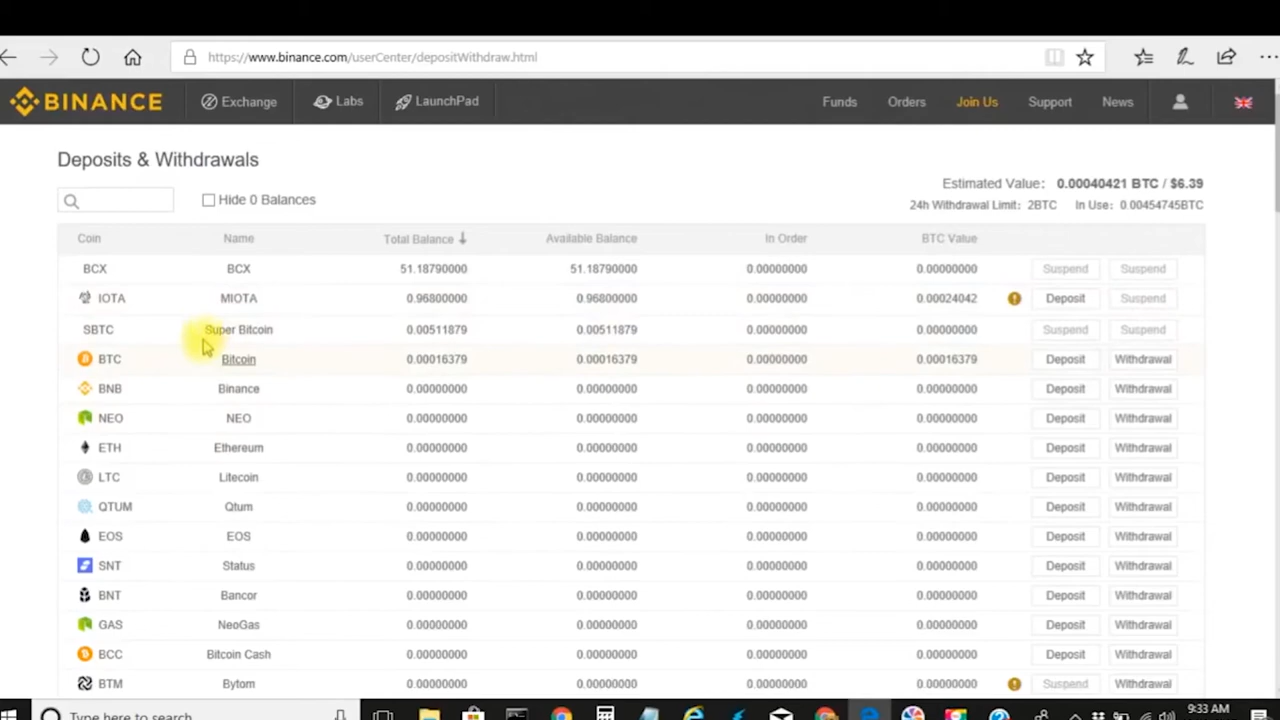 https://www.binance.com/userCenter/depositWithdraw.html
BINANCE Exchange Labs LaunchPad Funds Orders Join Us Support News
Deposits & Withdrawals
Estimated Value: 0.00040421 BTC / $6.39
Hide 0 Balances
24h Withdrawal Limit: 2BTC In Use: 0.00454745BTC
Coin Name Total Balance Available Balance In Order BTC Value
BCX BCX 51.18790000 51.18790000 0.00000000 0.00000000 Suspend Suspend
IOTA MIOTA 0.96800000 0.96800000 0.00000000 0.00024042 Deposit Suspend
SBTC Super Bitcoin 0.00511879 0.00511879 0.00000000 0.00000000 Suspend Suspend
BTC Bitcoin 0.00016379 0.00016379 0.00000000 0.00016379 Deposit Withdrawal
BNB Binance 0.00000000 0.00000000 0.00000000 0.00000000 Deposit Withdrawal
NEO NEO 0.00000000 0.00000000 0.00000000 0.00000000 Deposit Withdrawal
ETH Ethereum 0.00000000 0.00000000 0.00000000 0.00000000 Deposit Withdrawal
LTC Litecoin 0.00000000 0.00000000 0.00000000 0.00000000 Deposit Withdrawal
QTUM Qtum 0.00000000 0.00000000 0.00000000 0.00000000 Deposit Withdrawal
EOS EOS 0.00000000 0.00000000 0.00000000 0.00000000 Deposit Withdrawal
SNT Status 0.00000000 0.00000000 0.00000000 0.00000000 Deposit Withdrawal
BNT Bancor 0.00000000 0.00000000 0.00000000 0.00000000 Deposit Withdrawal
GAS NeoGas 0.00000000 0.00000000 0.00000000 0.00000000 Deposit Withdrawal
BCC Bitcoin Cash 0.00000000 0.00000000 0.00000000 0.00000000 Deposit Withdrawal
BTM Bytom 0.00000000 0.00000000 0.00000000 0.00000000 Suspend Withdrawal
Type here to search 9:33 AM